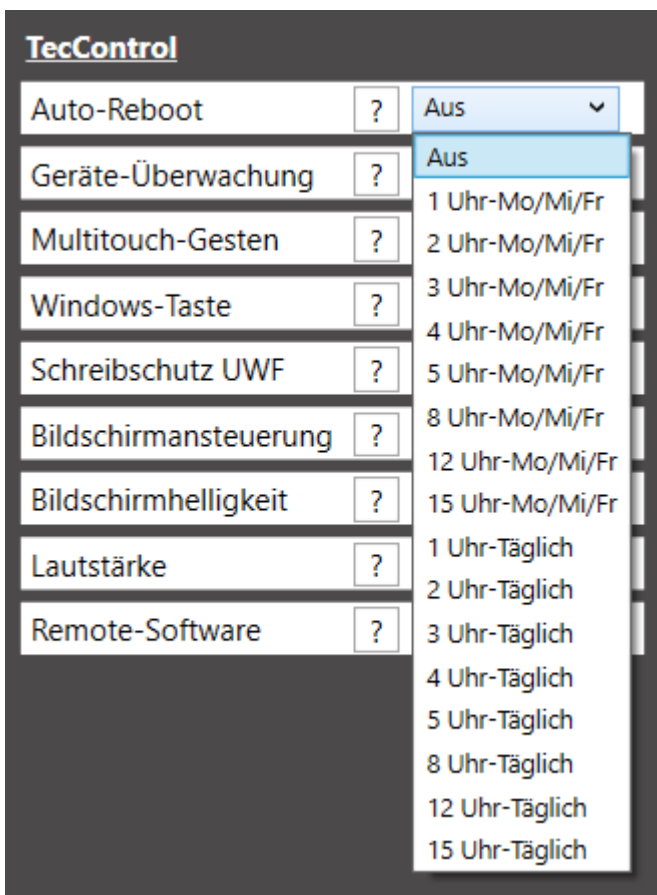 TecControl
Auto-Reboot ? Aus
Geräte-Überwachung ?
Multitouch-Gesten ?
Windows-Taste ?
Schreibschutz UWF ?
Bildschirmansteuerung ?
Bildschirmhelligkeit ?
Lautstärke ?
Remote-Software ?
Aus
1 Uhr-Mo/Mi/Fr
2 Uhr-Mo/Mi/Fr
3 Uhr-Mo/Mi/Fr
4 Uhr-Mo/Mi/Fr
5 Uhr-Mo/Mi/Fr
8 Uhr-Mo/Mi/Fr
12 Uhr-Mo/Mi/Fr
15 Uhr-Mo/Mi/Fr
1 Uhr-Täglich
2 Uhr-Täglich
3 Uhr-Täglich
4 Uhr-Täglich
5 Uhr-Täglich
8 Uhr-Täglich
12 Uhr-Täglich
15 Uhr-Täglich